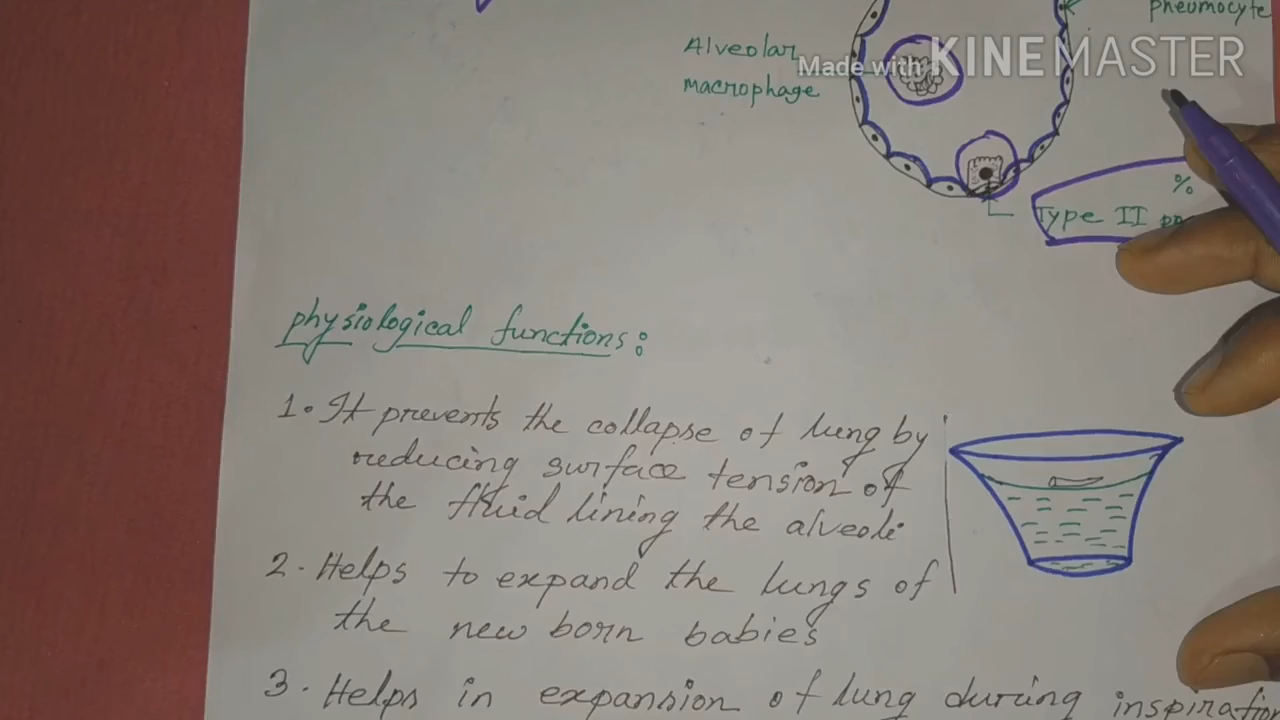 pneumocyte
Alveolar
macrophage
Made with KINEMASTER
%
Type II
physiological functions:
1. It prevents the collapse of lung by
reducing surface tension of
the fluid lining the alveoli
2. Helps to expand the lungs of
the new born babies
3. Helps in expansion of lung during inspiration